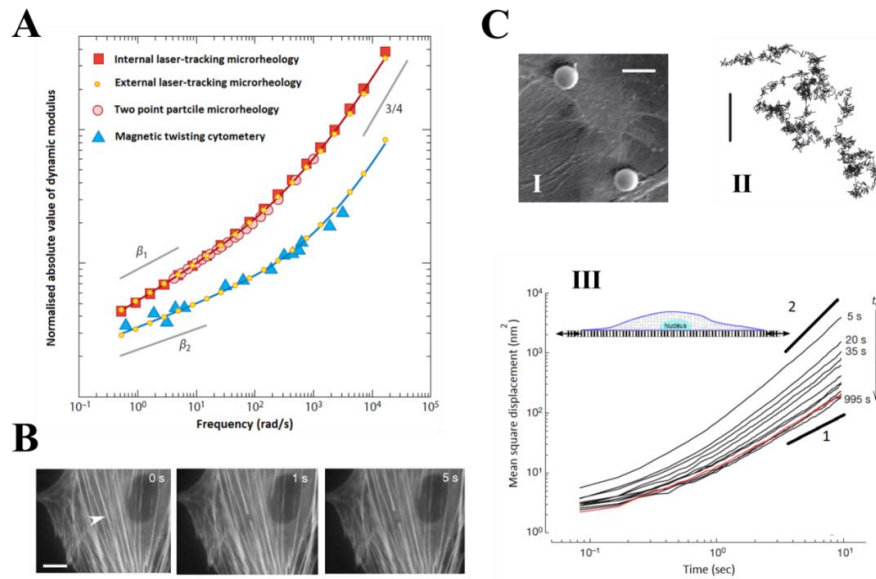 A
Normalised absolute value of dynamic modulus
Internal laser-tracking microrheology
External laser-tracking microrheology
Two point partcile microrheology
Magnetic twisting cytometery
3/4
β1
β2
10⁻¹ 10⁰ 10¹ 10² 10³ 10⁴ 10⁵
Frequency (rad/s)
B
0 s
1 s
5 s
C
I
II
III
Mean square displacement (nm²)
10⁴
10³
10²
10¹
10⁰
Nucleus
2
5 s
20 s
35 s
995 s
1
10⁻¹ 10⁰ 10¹
Time (sec)